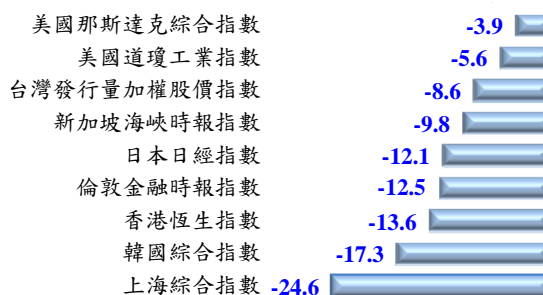 美國那斯達克綜合指數 -3.9
美國道瓊工業指數 -5.6
台灣發行量加權股價指數 -8.6
新加坡海峽時報指數 -9.8
日本日經指數 -12.1
倫敦金融時報指數 -12.5
香港恆生指數 -13.6
韓國綜合指數 -17.3
上海綜合指數 -24.6